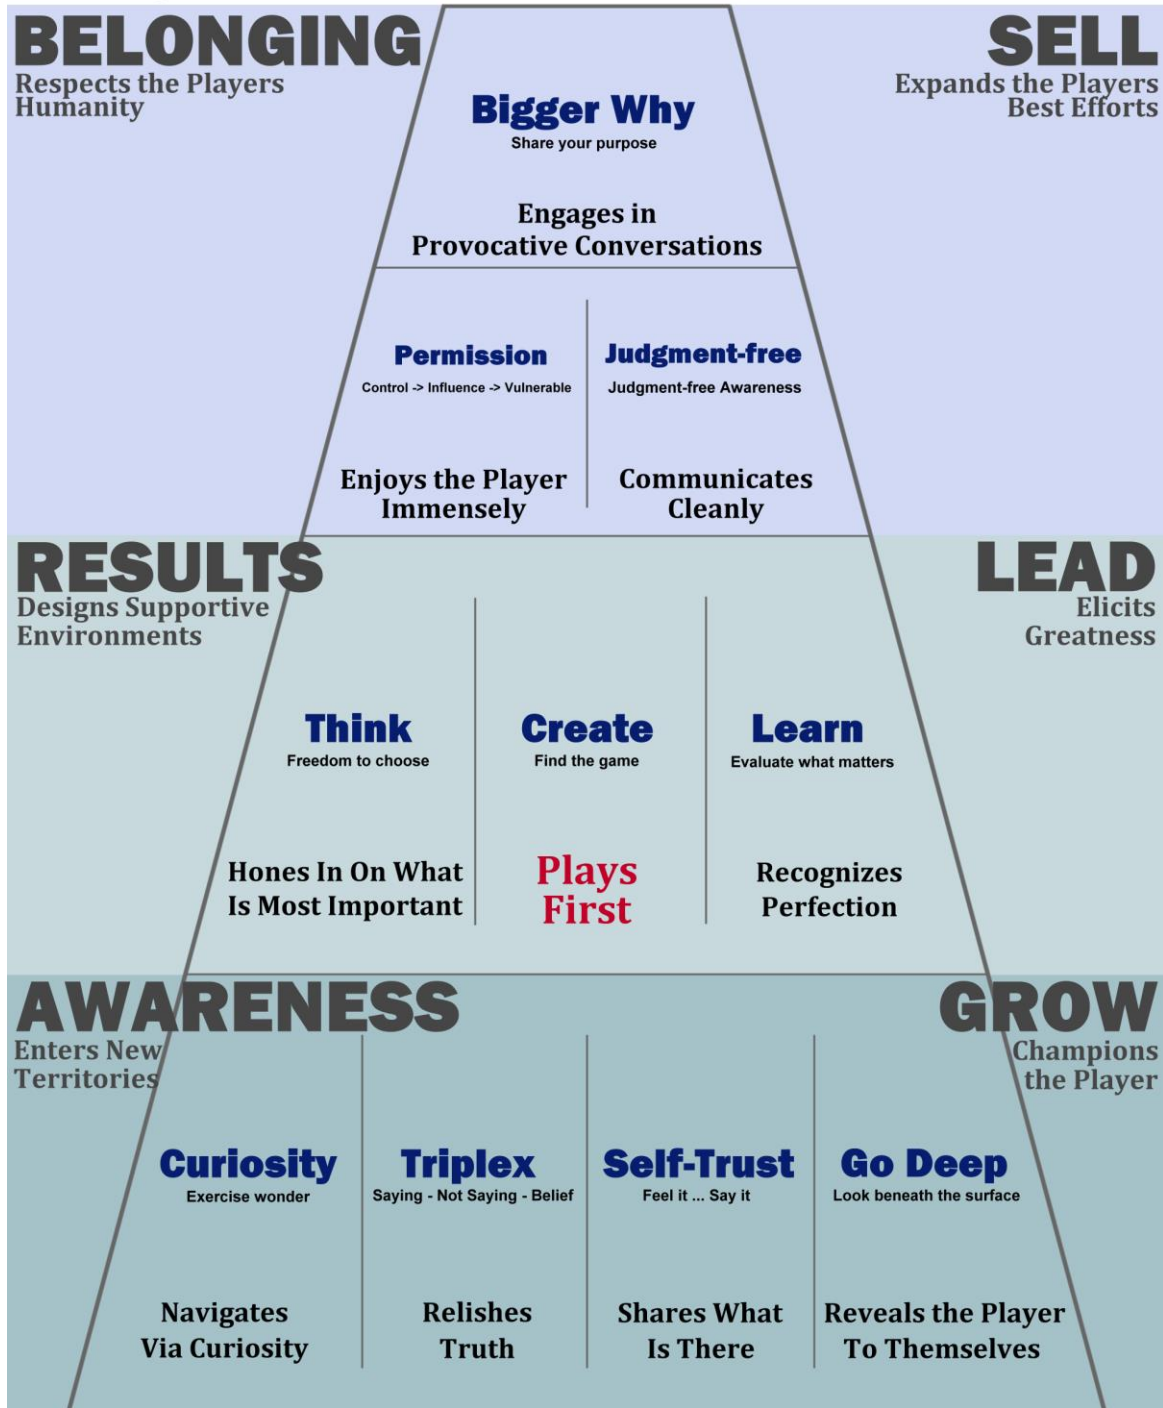 BELONGING
Respects the Players
Humanity
SELL
Expands the Players
Best Efforts
Bigger Why
Share your purpose
Engages in
Provocative Conversations
Permission
Control -> Influence -> Vulnerable
Enjoys the Player
Immensely
Judgment-free
Judgment-free Awareness
Communicates
Cleanly
RESULTS
Designs Supportive
Environments
LEAD
Elicits
Greatness
Think
Freedom to choose
Hones In On What
Is Most Important
Create
Find the game
Plays
First
Learn
Evaluate what matters
Recognizes
Perfection
AWARENESS
Enters New
Territories
GROW
Champions
the Player
Curiosity
Exercise wonder
Navigates
Via Curiosity
Triplex
Saying - Not Saying - Belief
Relishes
Truth
Self-Trust
Feel it ... Say it
Shares What
Is There
Go Deep
Look beneath the surface
Reveals the Player
To Themselves